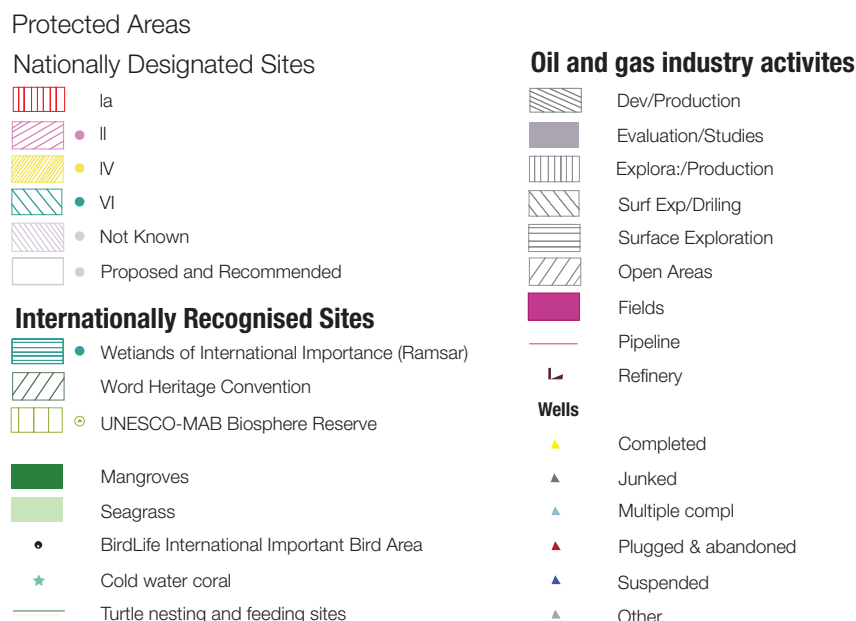 Protected Areas
Nationally Designated Sites
Ia
II
IV
VI
Not Known
Proposed and Recommended
Internationally Recognised Sites
Wetlands of International Importance (Ramsar)
Word Heritage Convention
UNESCO-MAB Biosphere Reserve
Mangroves
Seagrass
BirdLife International Important Bird Area
Cold water coral
Turtle nesting and feeding sites
Oil and gas industry activites
Dev/Production
Evaluation/Studies
Explora:/Production
Surf Exp/Driling
Surface Exploration
Open Areas
Fields
Pipeline
Refinery
Wells
Completed
Junked
Multiple compl
Plugged & abandoned
Suspended
Other